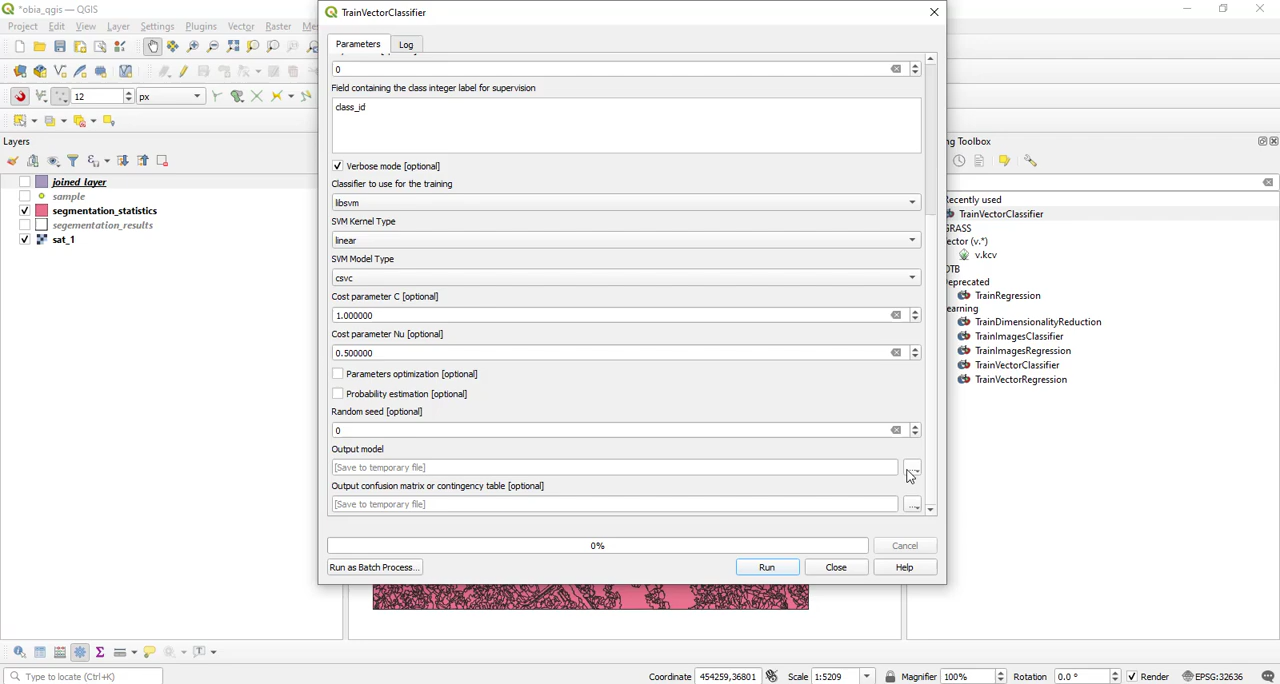 *obia_qgis — QGIS
Project Edit View Layer Settings Plugins Vector Raster Me
12 px
Layers
joined_layer
sample
segmentation_statistics
segementation_results
sat_1
TrainVectorClassifier
Parameters Log
0
Field containing the class integer label for supervision
class_id
Verbose mode [optional]
Classifier to use for the training
libsvm
SVM Kernel Type
linear
SVM Model Type
csvc
Cost parameter C [optional]
1.000000
Cost parameter Nu [optional]
0.500000
Parameters optimization [optional]
Probability estimation [optional]
Random seed [optional]
0
Output model
[Save to temporary file]
Output confusion matrix or contingency table [optional]
[Save to temporary file]
0%
Cancel
Run as Batch Process... Run Close Help
ng Toolbox
ecently used
TrainVectorClassifier
GRASS
ector (v.*)
v.kcv
OTB
eprecated
TrainRegression
earning
TrainDimensionalityReduction
TrainImagesClassifier
TrainImagesRegression
TrainVectorClassifier
TrainVectorRegression
Type to locate (Ctrl+K) Coordinate 454259,36801 Scale 1:5209 Magnifier 100% Rotation 0.0 ° Render EPSG:32636